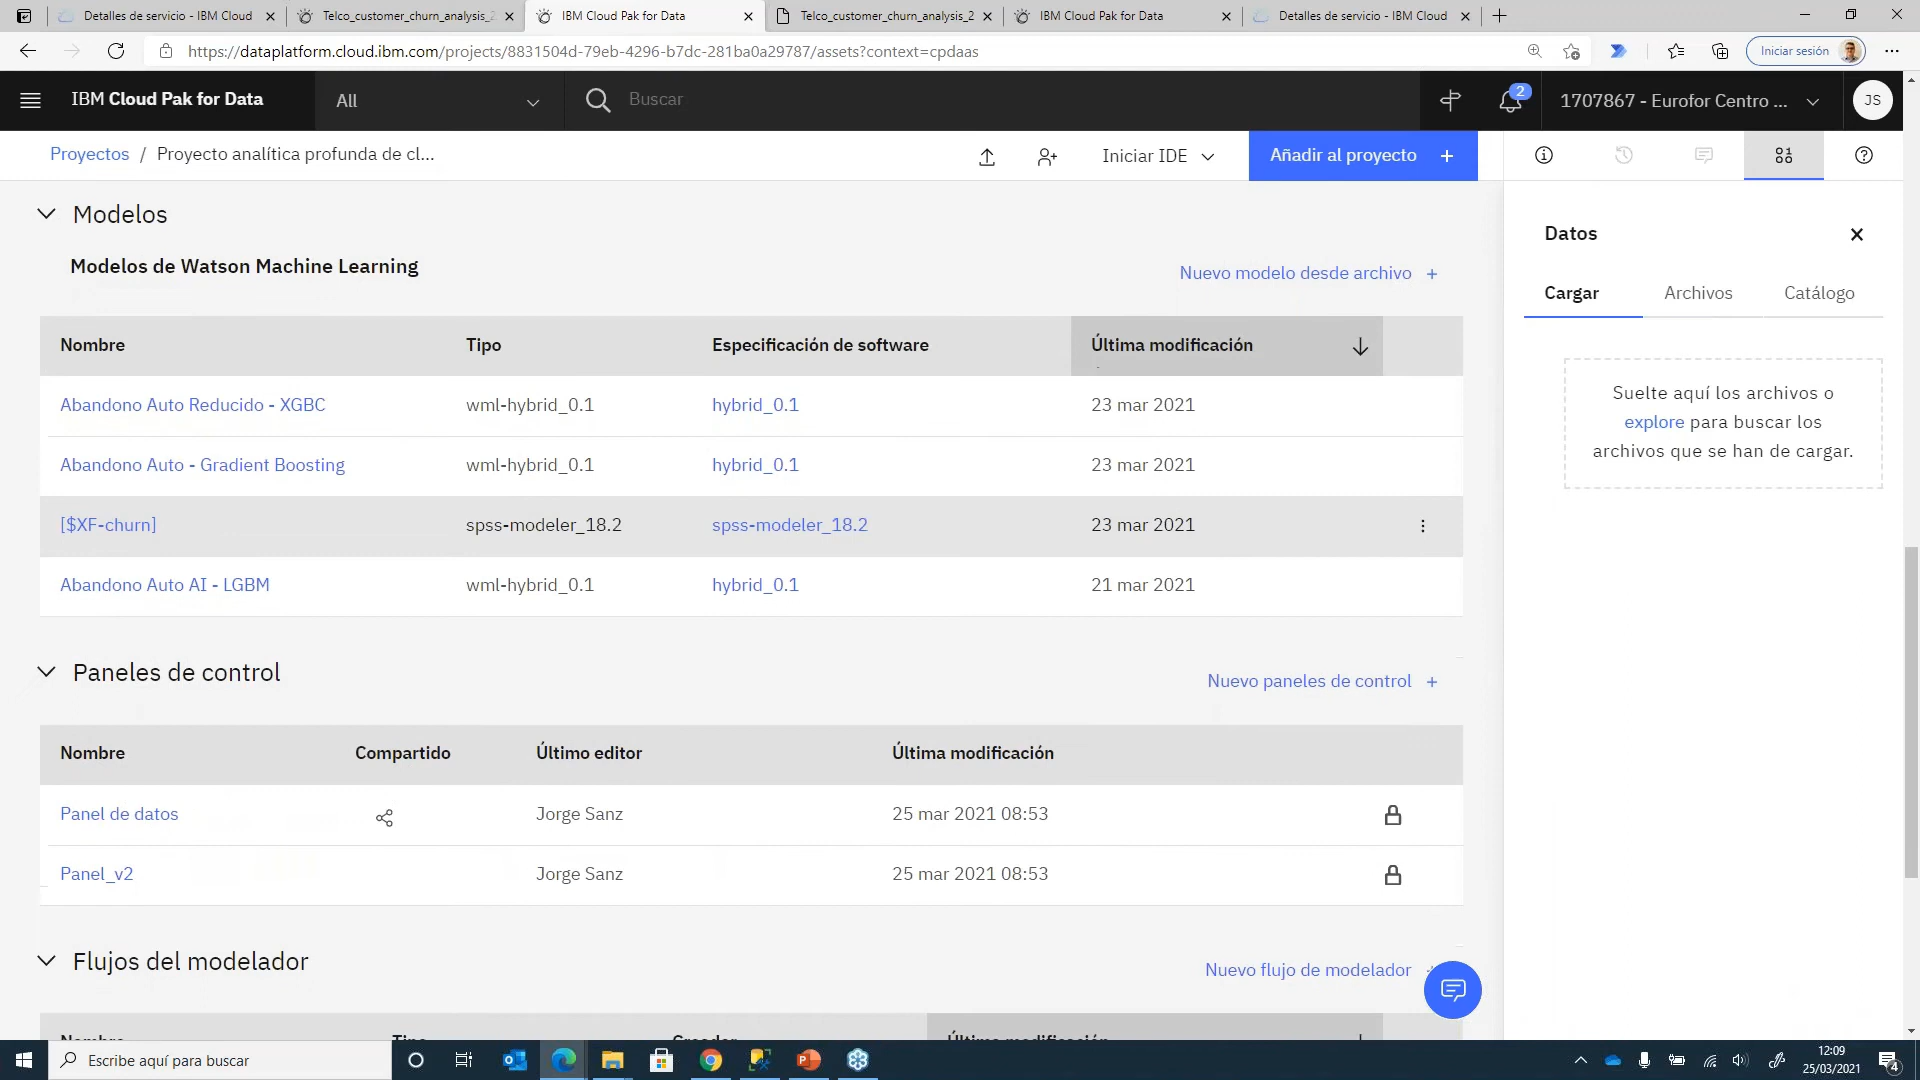 Detalles de servicio - IBM Cloud
Telco_customer_churn_analysis_2
IBM Cloud Pak for Data
Telco_customer_churn_analysis_2
IBM Cloud Pak for Data
Detalles de servicio - IBM Cloud
https://dataplatform.cloud.ibm.com/projects/8831504d-79eb-4296-b7dc-281ba0a29787/assets?context=cpdaas
Iniciar sesión
IBM Cloud Pak for Data
All
Buscar
2
1707867 - Eurofor Centro ...
JS
Proyectos / Proyecto analítica profunda de cl...
Iniciar IDE
Añadir al proyecto +
Modelos
Modelos de Watson Machine Learning
Nuevo modelo desde archivo +
Nombre Tipo Especificación de software Última modificación
Abandono Auto Reducido - XGBC wml-hybrid_0.1 hybrid_0.1 23 mar 2021
Abandono Auto - Gradient Boosting wml-hybrid_0.1 hybrid_0.1 23 mar 2021
[$XF-churn] spss-modeler_18.2 spss-modeler_18.2 23 mar 2021
Abandono Auto AI - LGBM wml-hybrid_0.1 hybrid_0.1 21 mar 2021
Paneles de control
Nuevo paneles de control +
Nombre Compartido Último editor Última modificación
Panel de datos Jorge Sanz 25 mar 2021 08:53
Panel_v2 Jorge Sanz 25 mar 2021 08:53
Flujos del modelador
Nuevo flujo de modelador
Nombre Tipo Creador Última modificación
Datos
Cargar Archivos Catálogo
Suelte aquí los archivos o
explore para buscar los
archivos que se han de cargar.
Escribe aquí para buscar
12:09
25/03/2021
4